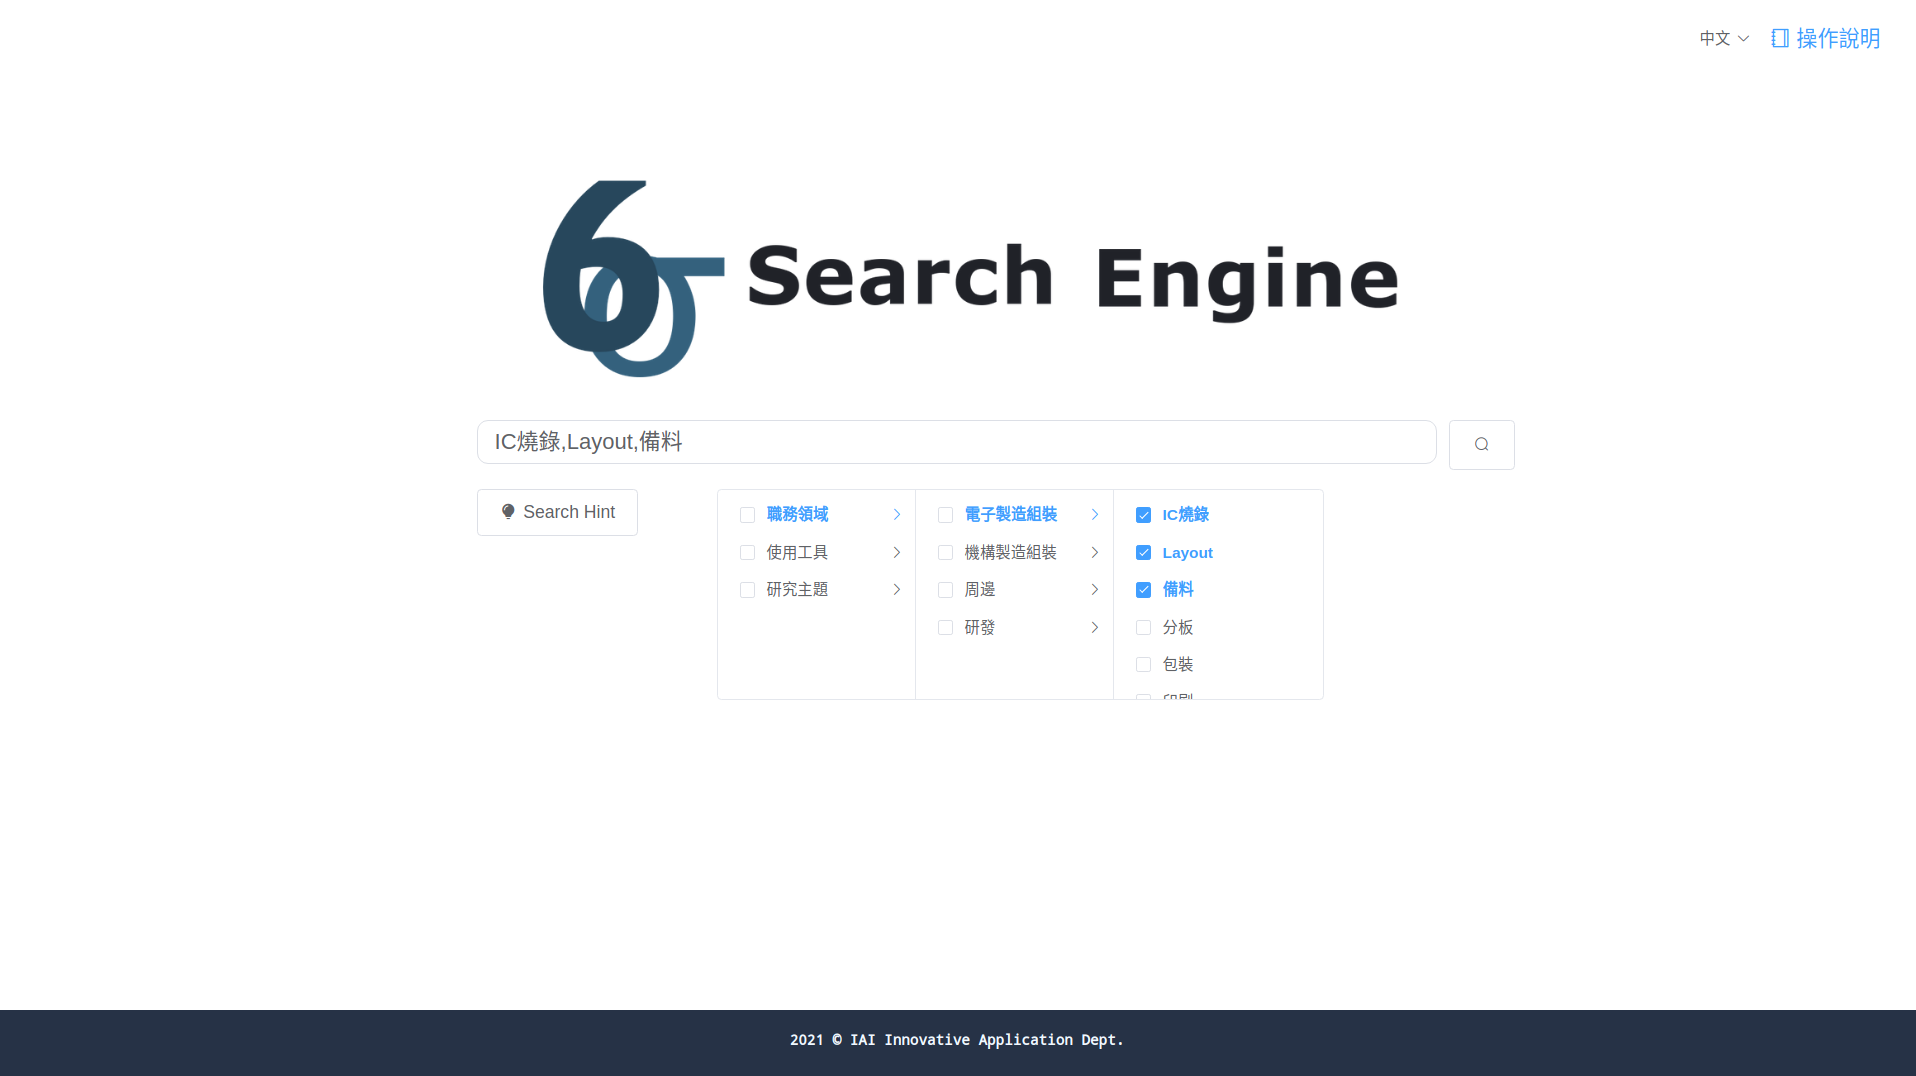 中文
操作說明
6σ Search Engine
IC燒錄,Layout,備料
Search Hint
職務領域
使用工具
研究主題
電子製造組裝
機構製造組裝
周邊
研發
IC燒錄
Layout
備料
分板
包裝
印刷
2021 © IAI Innovative Application Dept.